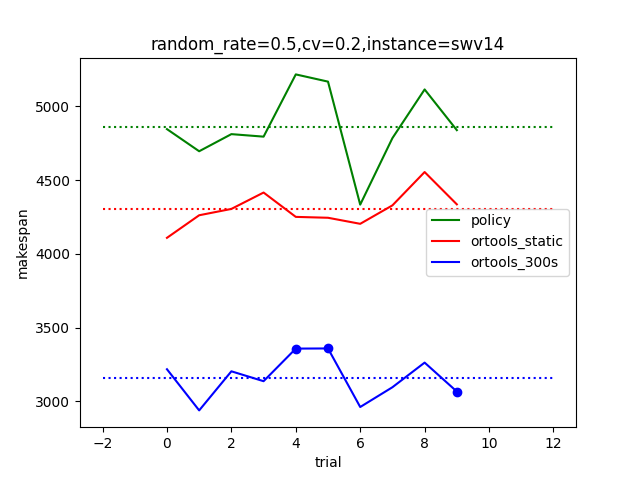 random_rate=0.5,cv=0.2,instance=swv14
makespan
5000
4500
4000
3500
3000
policy
ortools_static
ortools_300s
−2 0 2 4 6 8 10 12
trial